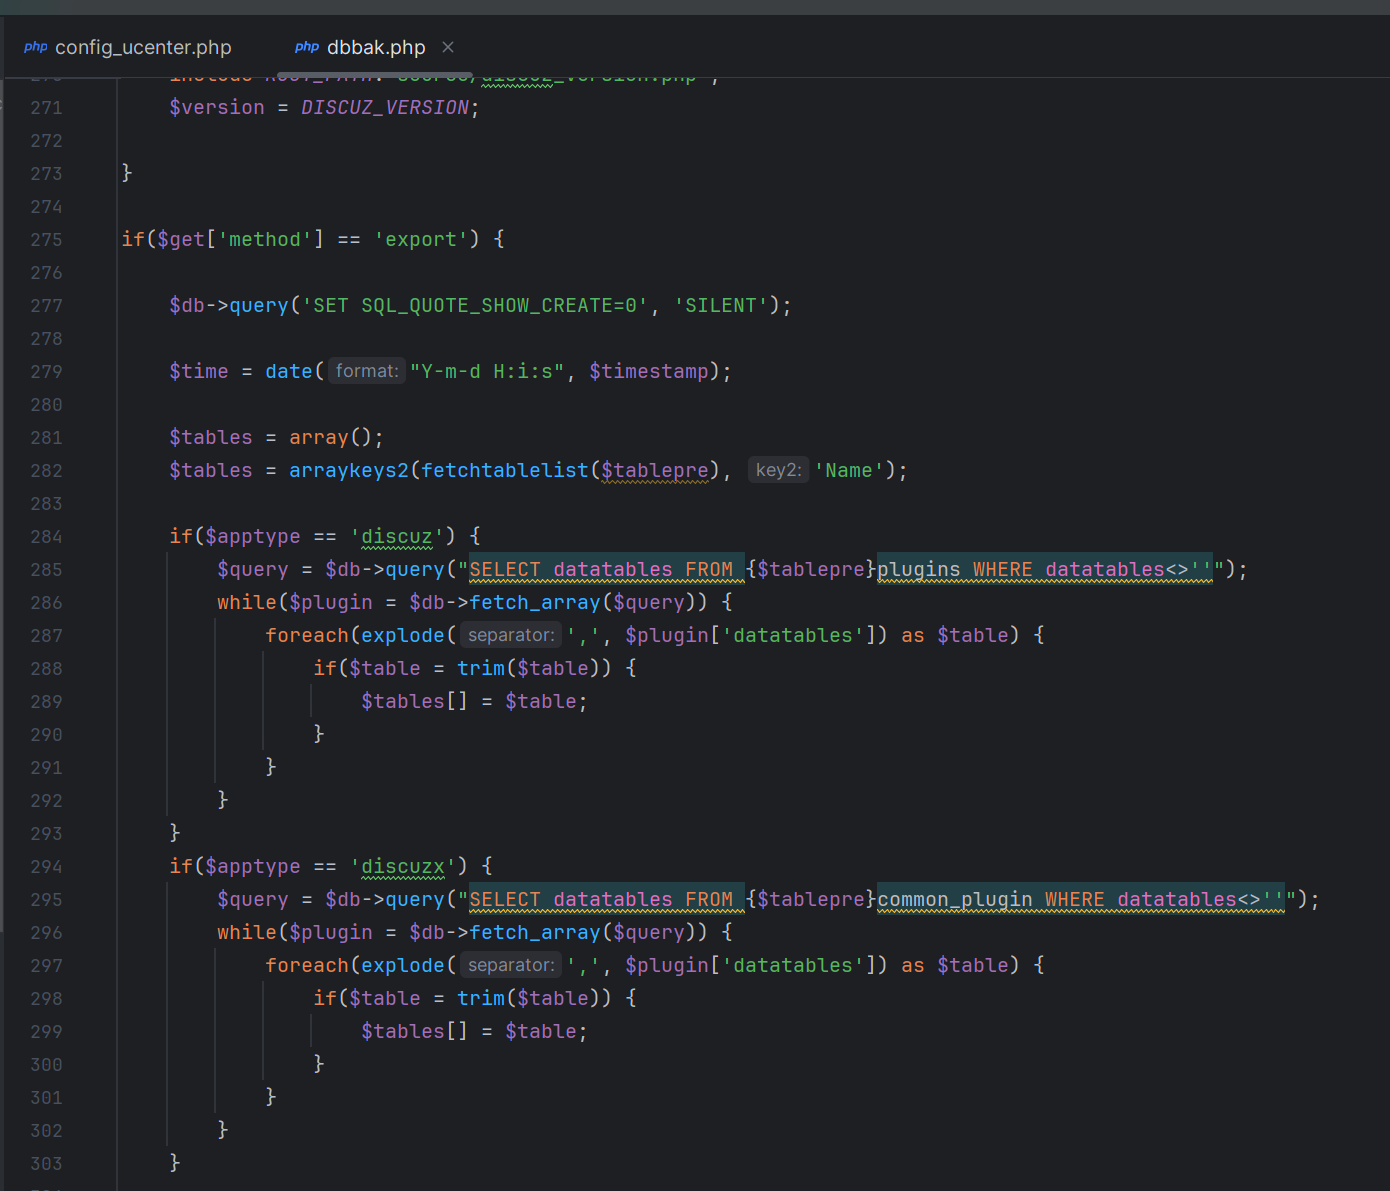 php config_ucenter.php php dbbak.php ×
271 $version = DISCUZ_VERSION;
272
273 }
274
275 if($get['method'] == 'export') {
276
277 $db->query('SET SQL_QUOTE_SHOW_CREATE=0', 'SILENT');
278
279 $time = date( format: "Y-m-d H:i:s", $timestamp);
280
281 $tables = array();
282 $tables = arraykeys2(fetchtablelist($tablepre), key2: 'Name');
283
284 if($apptype == 'discuz') {
285 $query = $db->query("SELECT datatables FROM {$tablepre}plugins WHERE datatables<>''");
286 while($plugin = $db->fetch_array($query)) {
287 foreach(explode( separator: ',', $plugin['datatables']) as $table) {
288 if($table = trim($table)) {
289 $tables[] = $table;
290 }
291 }
292 }
293 }
294 if($apptype == 'discuzx') {
295 $query = $db->query("SELECT datatables FROM {$tablepre}common_plugin WHERE datatables<>''");
296 while($plugin = $db->fetch_array($query)) {
297 foreach(explode( separator: ',', $plugin['datatables']) as $table) {
298 if($table = trim($table)) {
299 $tables[] = $table;
300 }
301 }
302 }
303 }